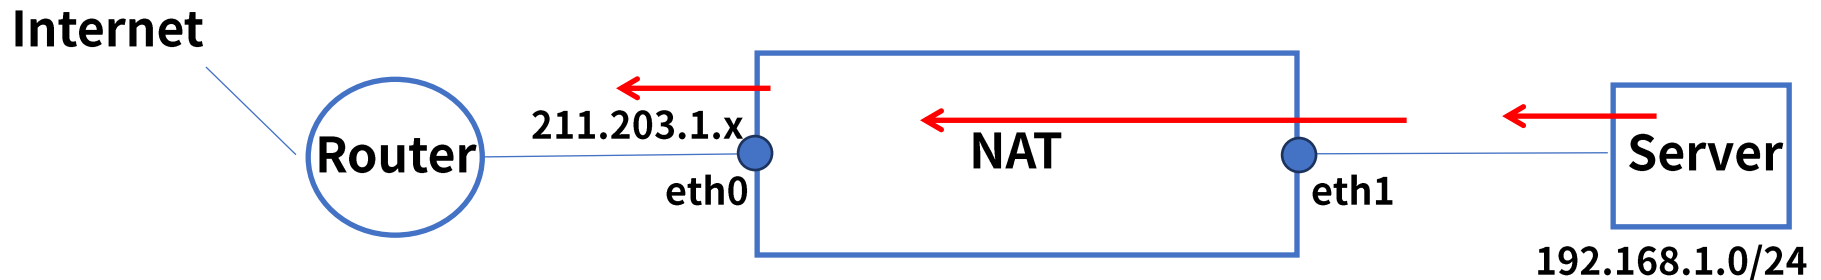 Internet
Router
211.203.1.x
eth0
NAT
eth1
Server
192.168.1.0/24